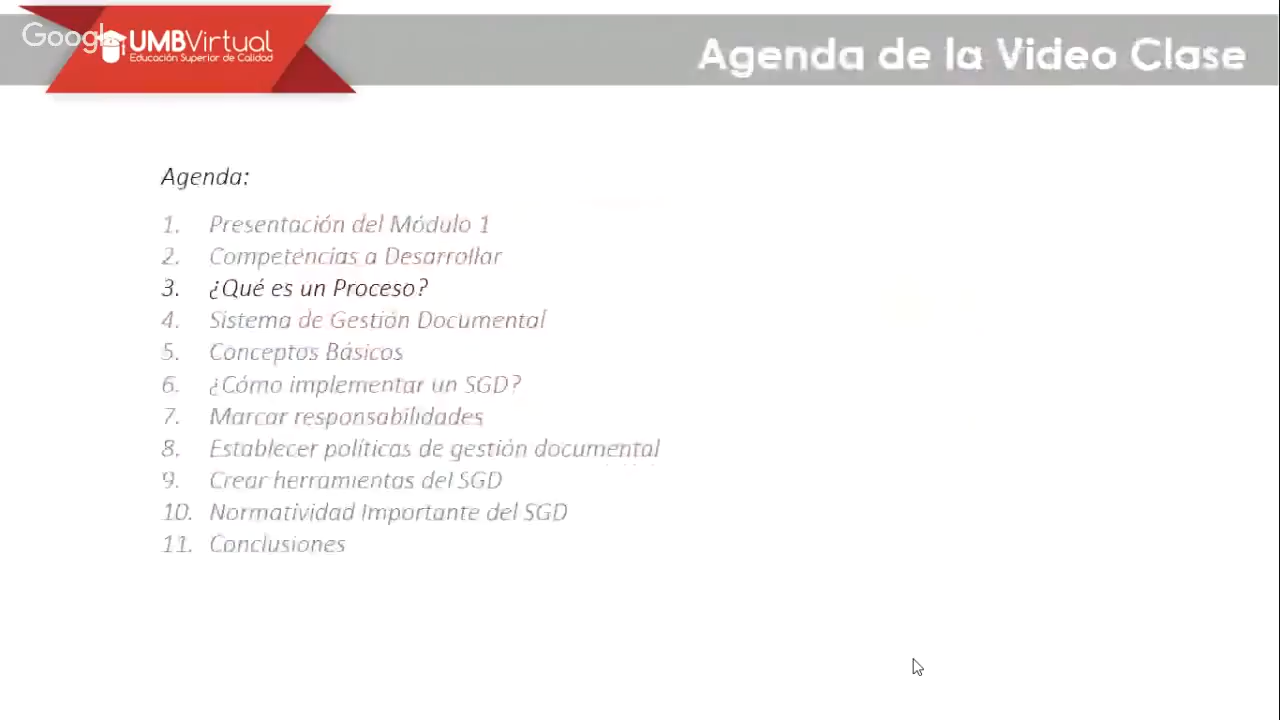 Google
UMBVirtual
Educación Superior de Calidad
Agenda de la Video Clase
Agenda:
1. Presentación del Módulo 1
2. Competencias a Desarrollar
3. ¿Qué es un Proceso?
4. Sistema de Gestión Documental
5. Conceptos Básicos
6. ¿Cómo implementar un SGD?
7. Marcar responsabilidades
8. Establecer políticas de gestión documental
9. Crear herramientas del SGD
10. Normatividad Importante del SGD
11. Conclusiones